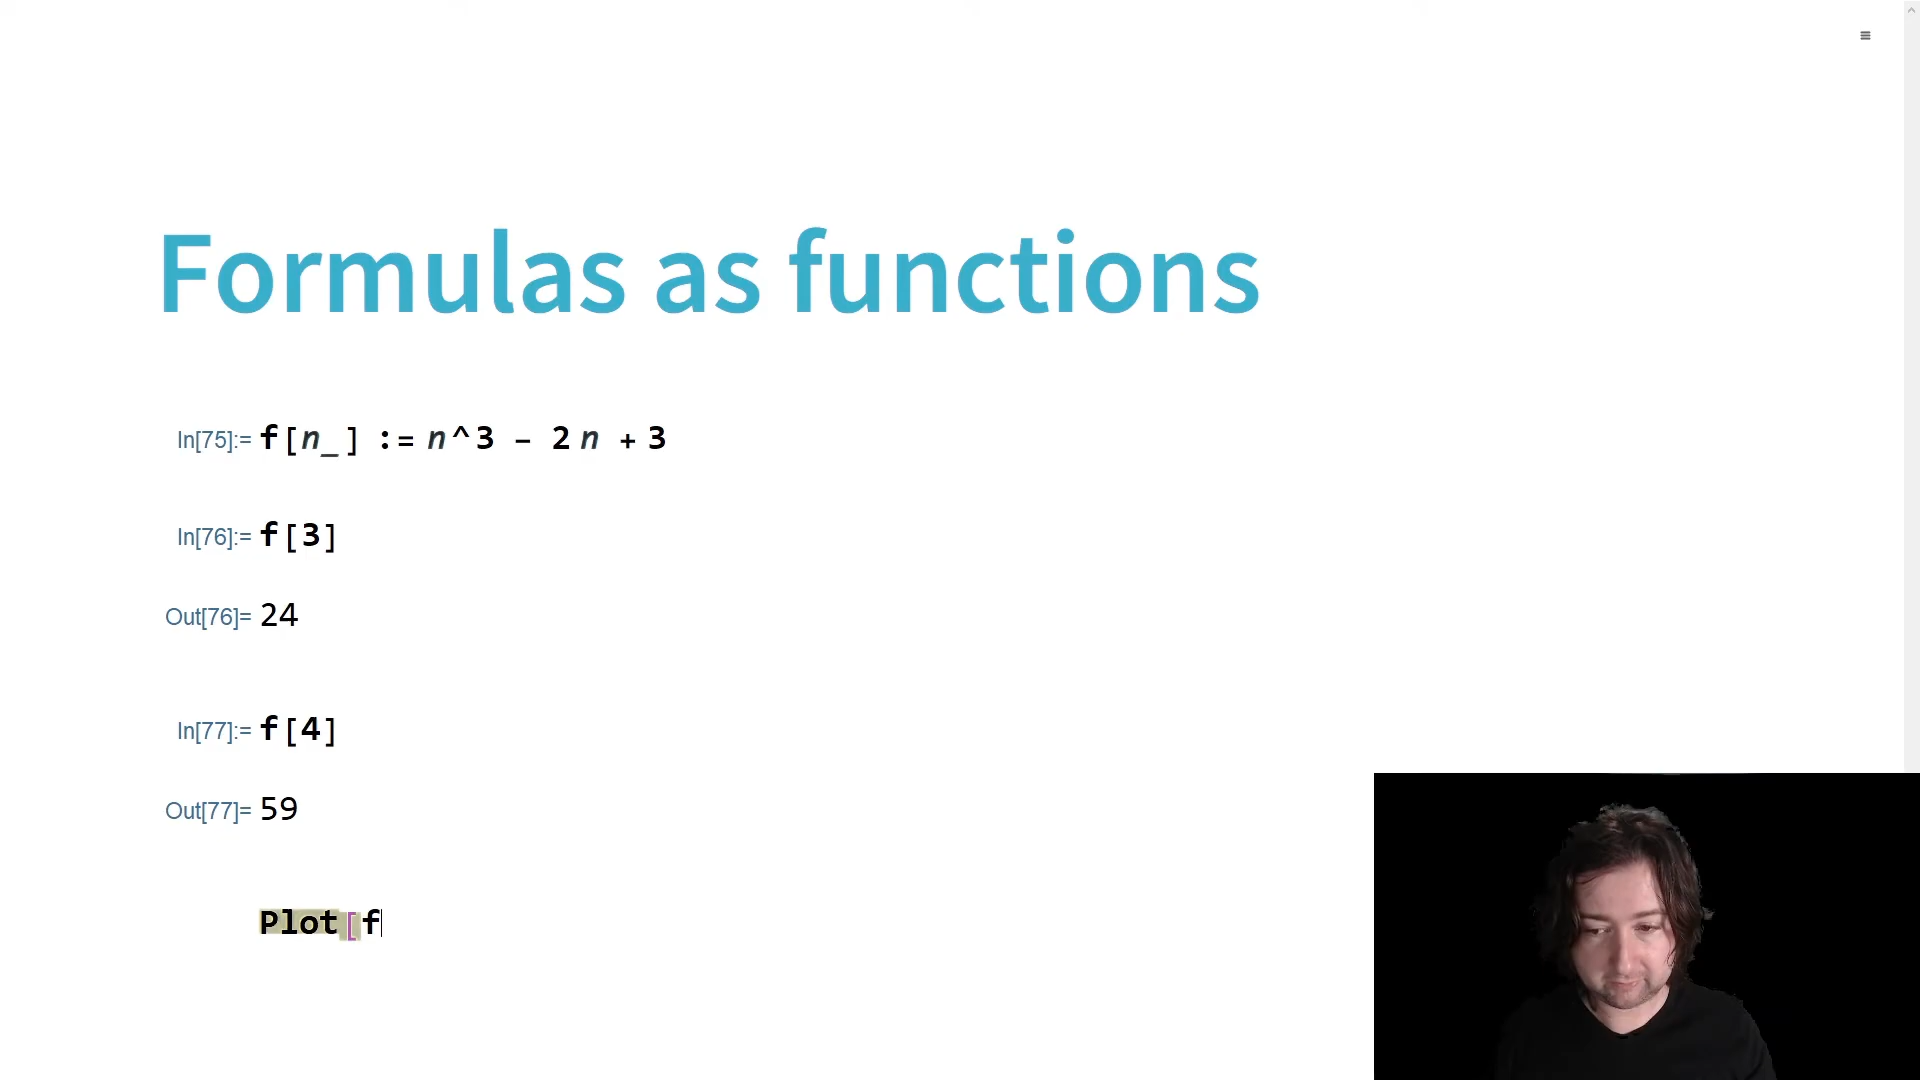 Formulas as functions
In[75]:= f[n_] := n^3 - 2 n + 3
In[76]:= f[3]
Out[76]= 24
In[77]:= f[4]
Out[77]= 59
Plot[f